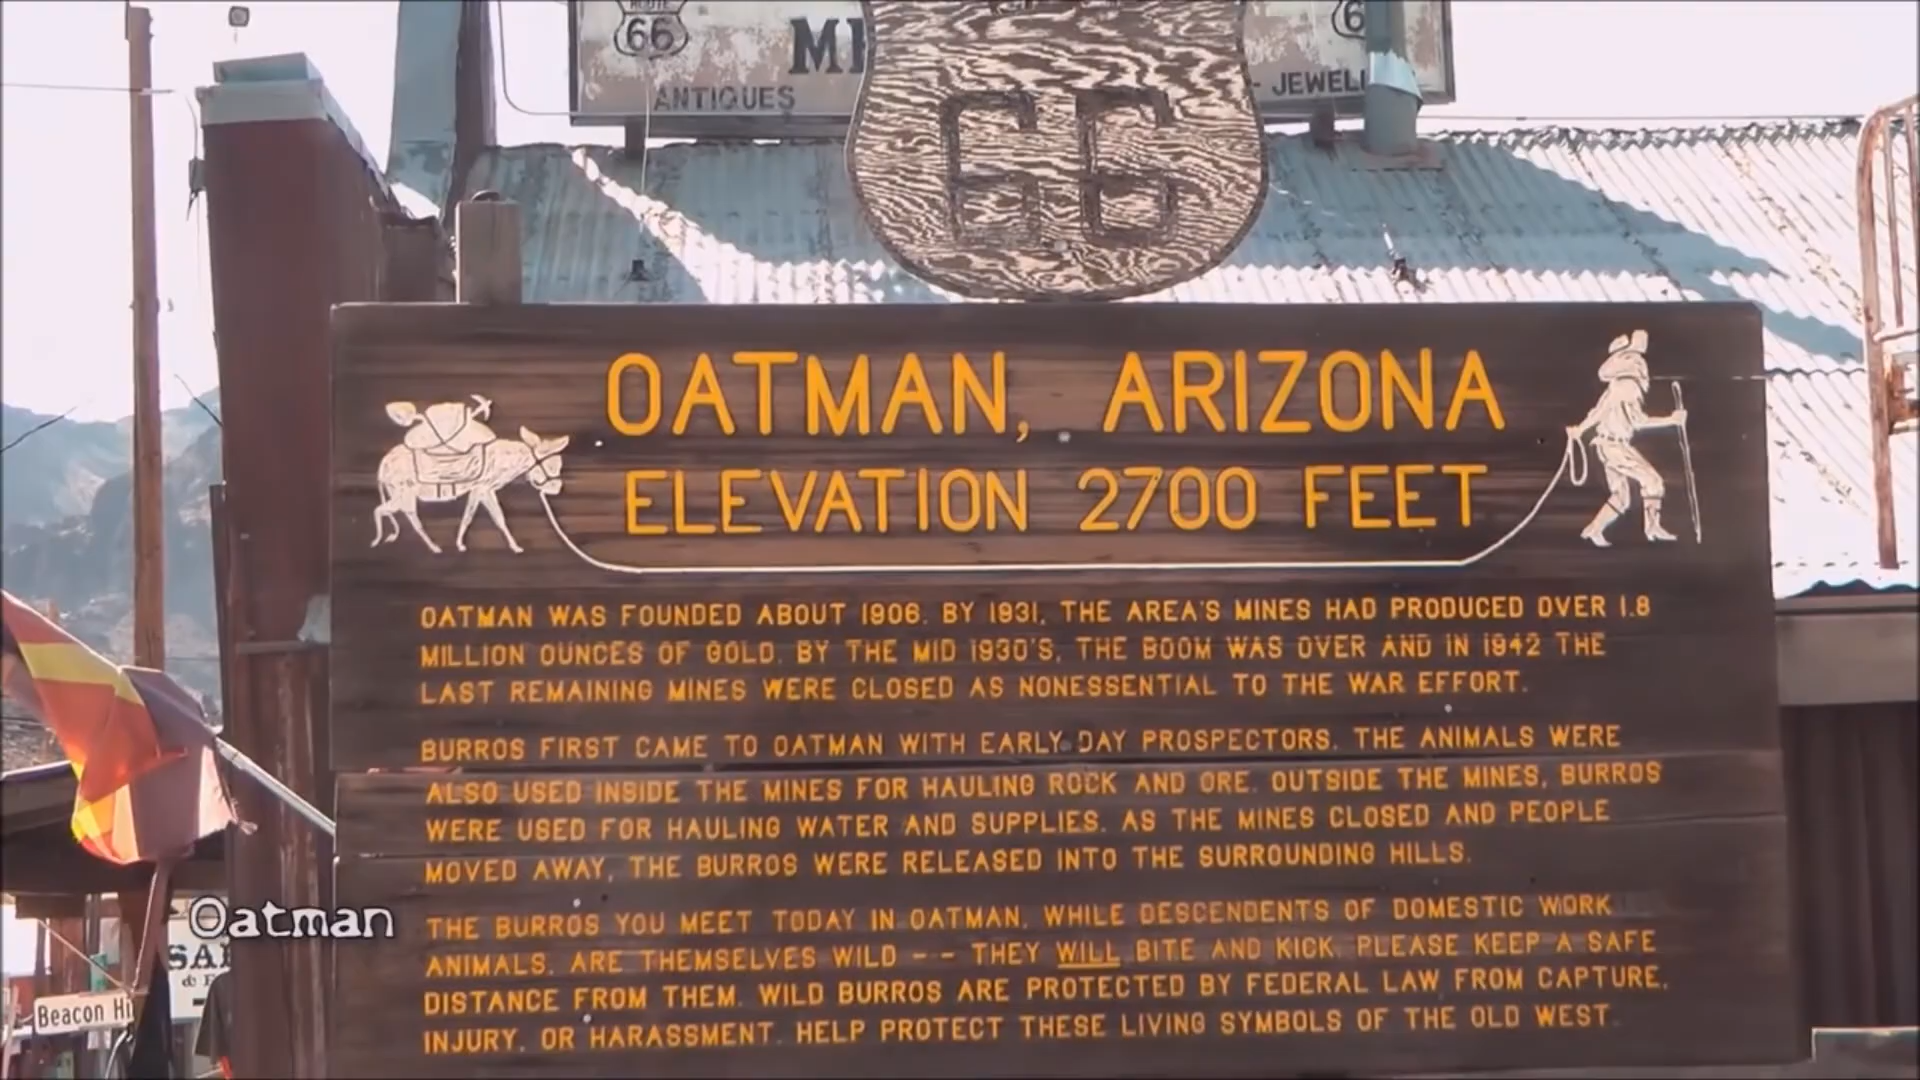 ROUTE
66
MI
6
ANTIQUES
- JEWEL
66
OATMAN, ARIZONA
ELEVATION 2700 FEET
OATMAN WAS FOUNDED ABOUT 1906. BY 1931, THE AREA'S MINES HAD PRODUCED OVER 1.8
MILLION OUNCES OF GOLD. BY THE MID 1930'S, THE BOOM WAS OVER AND IN 1942 THE
LAST REMAINING MINES WERE CLOSED AS NONESSENTIAL TO THE WAR EFFORT.
BURROS FIRST CAME TO OATMAN WITH EARLY DAY PROSPECTORS. THE ANIMALS WERE
ALSO USED INSIDE THE MINES FOR HAULING ROCK AND ORE. OUTSIDE THE MINES, BURROS
WERE USED FOR HAULING WATER AND SUPPLIES. AS THE MINES CLOSED AND PEOPLE
MOVED AWAY, THE BURROS WERE RELEASED INTO THE SURROUNDING HILLS.
THE BURROS YOU MEET TODAY IN OATMAN, WHILE DESCENDENTS OF DOMESTIC WORK
ANIMALS, ARE THEMSELVES WILD -- THEY WILL BITE AND KICK. PLEASE KEEP A SAFE
DISTANCE FROM THEM. WILD BURROS ARE PROTECTED BY FEDERAL LAW FROM CAPTURE,
INJURY, OR HARASSMENT. HELP PROTECT THESE LIVING SYMBOLS OF THE OLD WEST.
Oatman
SA
&
Beacon Hi